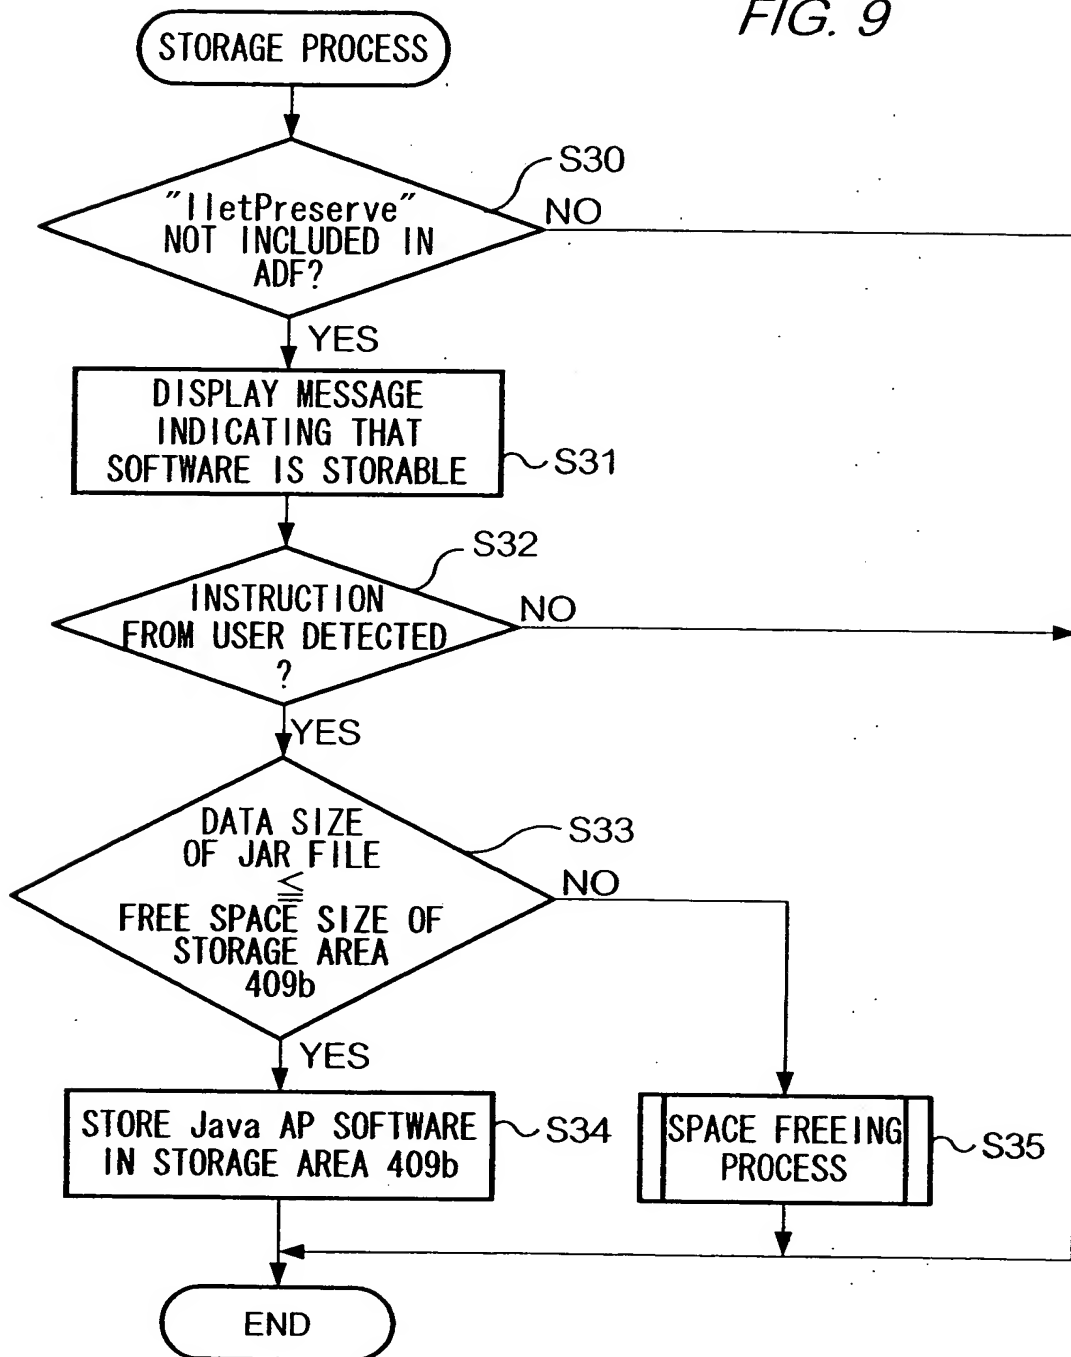 FIG. 9
STORAGE PROCESS
S30
"IletPreserve"
NOT INCLUDED IN
ADF?
NO
YES
DISPLAY MESSAGE
INDICATING THAT
SOFTWARE IS STORABLE
S31
S32
INSTRUCTION
FROM USER DETECTED
?
NO
YES
DATA SIZE
OF JAR FILE
≦
FREE SPACE SIZE OF
STORAGE AREA
409b
S33
NO
YES
STORE Java AP SOFTWARE
IN STORAGE AREA 409b
S34
SPACE FREEING
PROCESS
S35
END